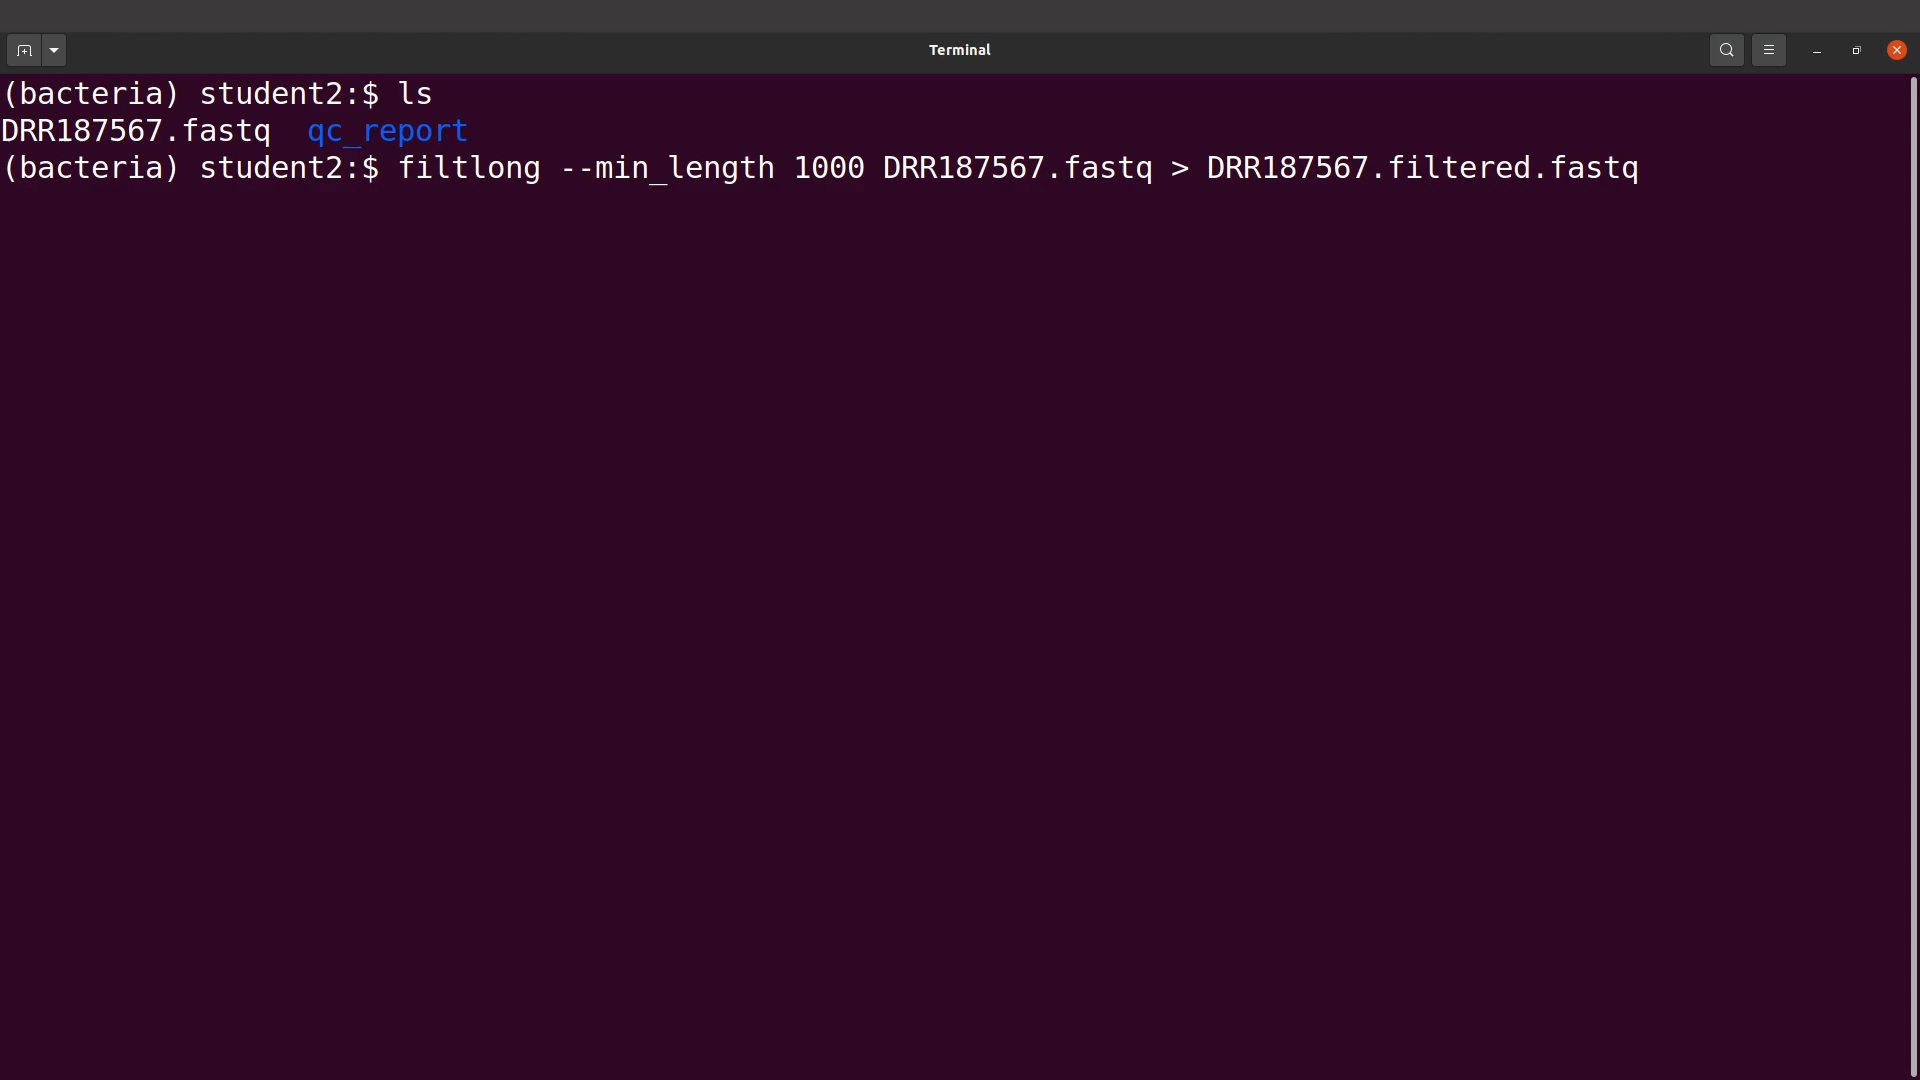 Terminal
(bacteria) student2:$ ls
DRR187567.fastq  qc_report
(bacteria) student2:$ filtlong --min_length 1000 DRR187567.fastq > DRR187567.filtered.fastq